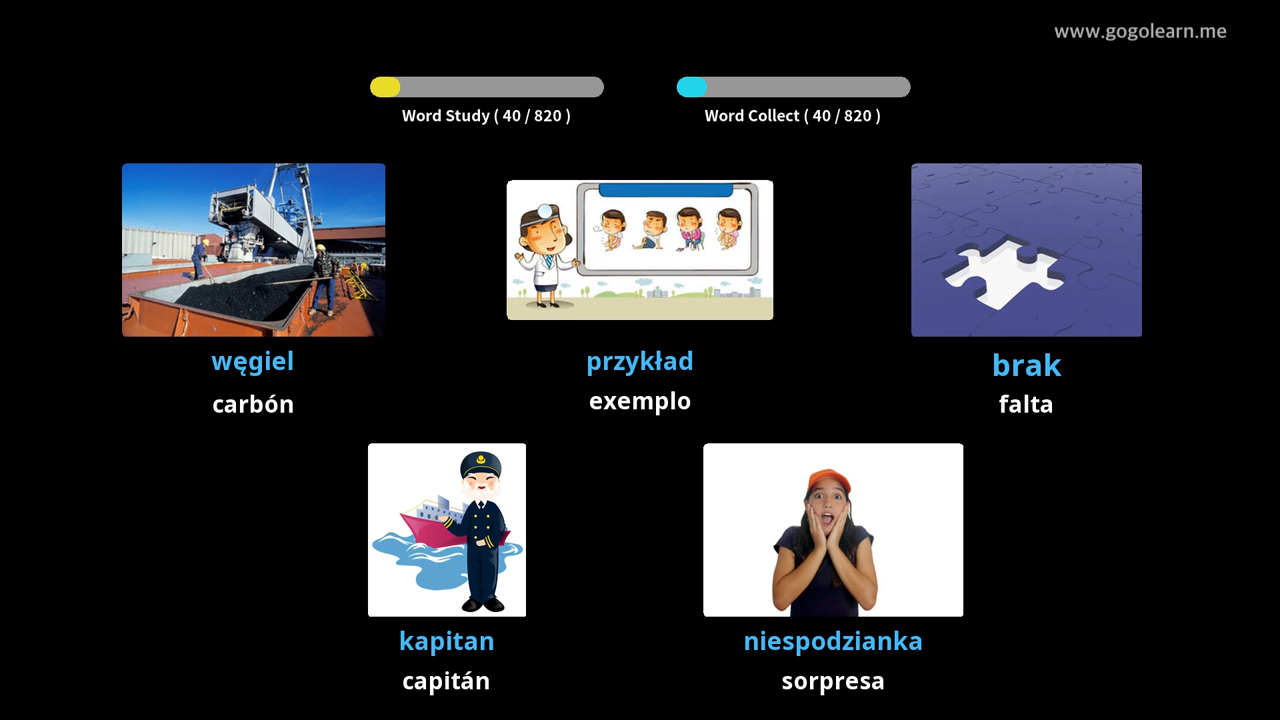 www.gogolearn.me
Word Study ( 40 / 820 )
Word Collect ( 40 / 820 )
węgiel
przykład
brak
carbón
exemplo
falta
kapitan
niespodzianka
capitán
sorpresa